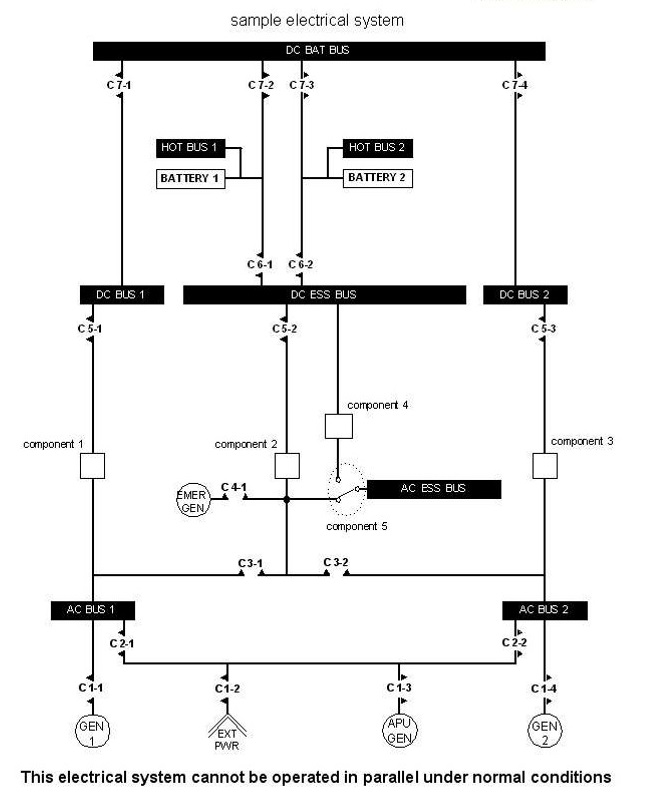 sample electrical system
DC BAT BUS
C 7-1
C 7-2
C 7-3
C 7-4
HOT BUS 1
HOT BUS 2
BATTERY 1
BATTERY 2
C 6-1
C 6-2
DC BUS 1
DC ESS BUS
DC BUS 2
C 5-1
C 5-2
C 5-3
component 4
component 1
component 2
component 3
EMER GEN
C 4-1
AC ESS BUS
component 5
C 3-1
C 3-2
AC BUS 1
AC BUS 2
C 2-1
C 2-2
C 1-1
C 1-2
C 1-3
C 1-4
GEN 1
EXT PWR
APU GEN
GEN 2
This electrical system cannot be operated in parallel under normal conditions